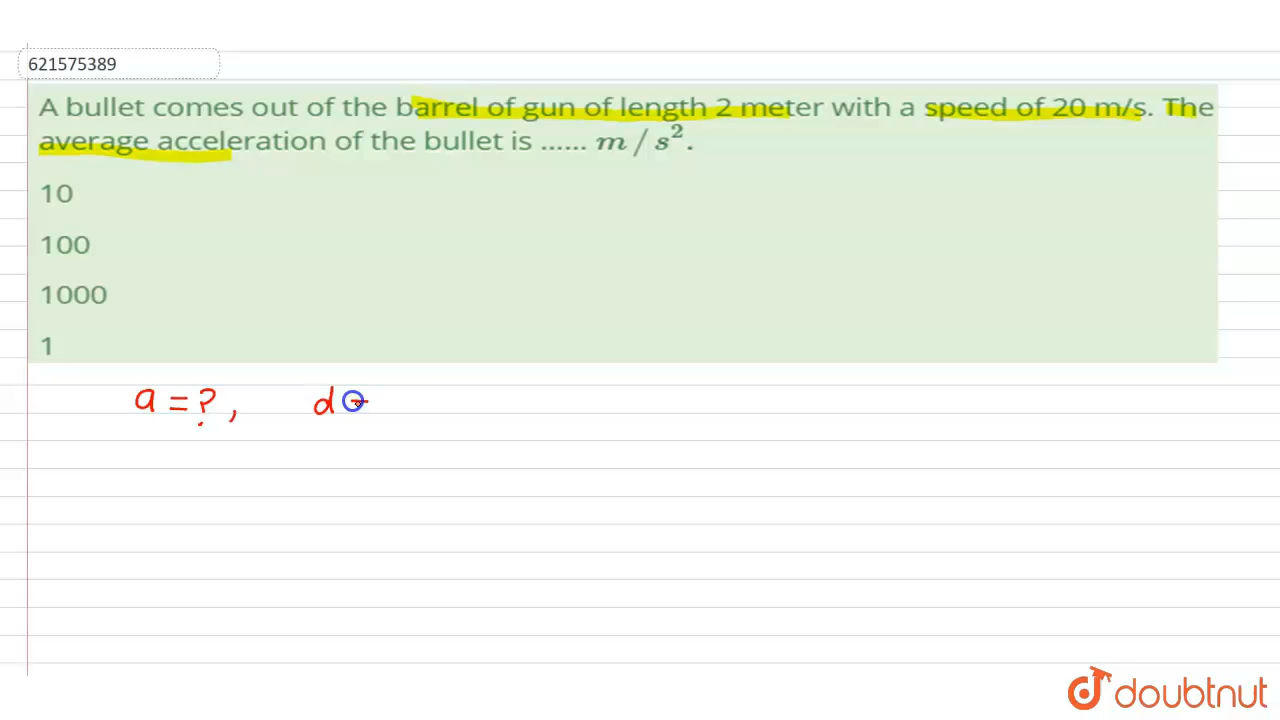 621575389
A bullet comes out of the barrel of gun of length 2 meter with a speed of 20 m/s. The
average acceleration of the bullet is ...... m/s².
10
100
1000
1
a = ?, d =
doubtnut